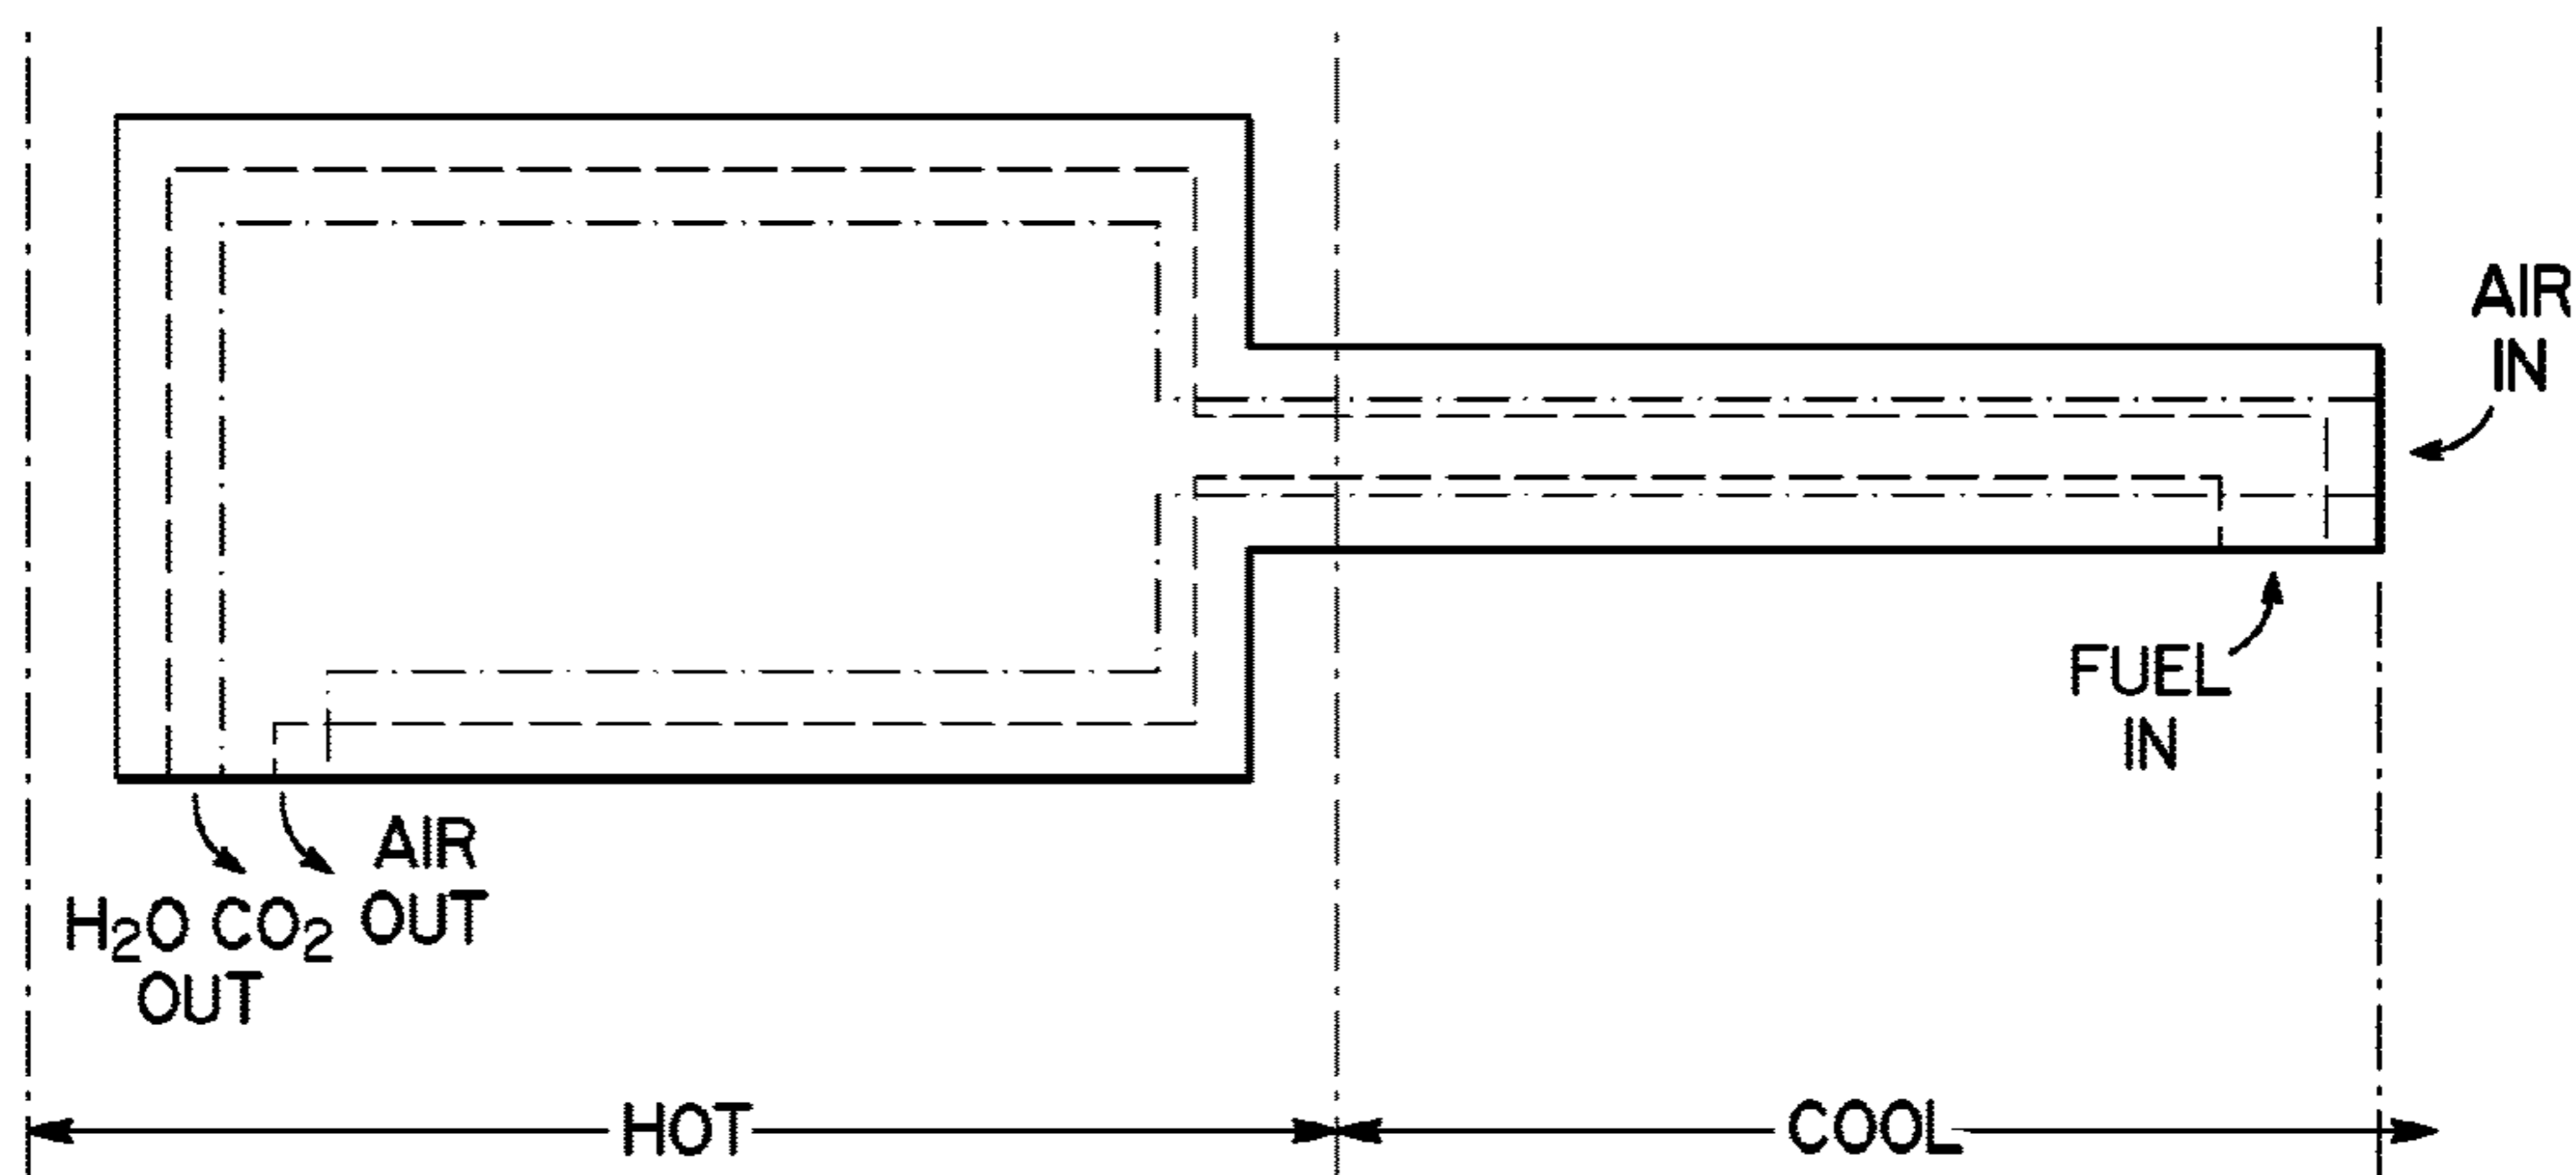 AIR
IN
FUEL
IN
AIR
OUT
H₂O CO₂
OUT
HOT
COOL